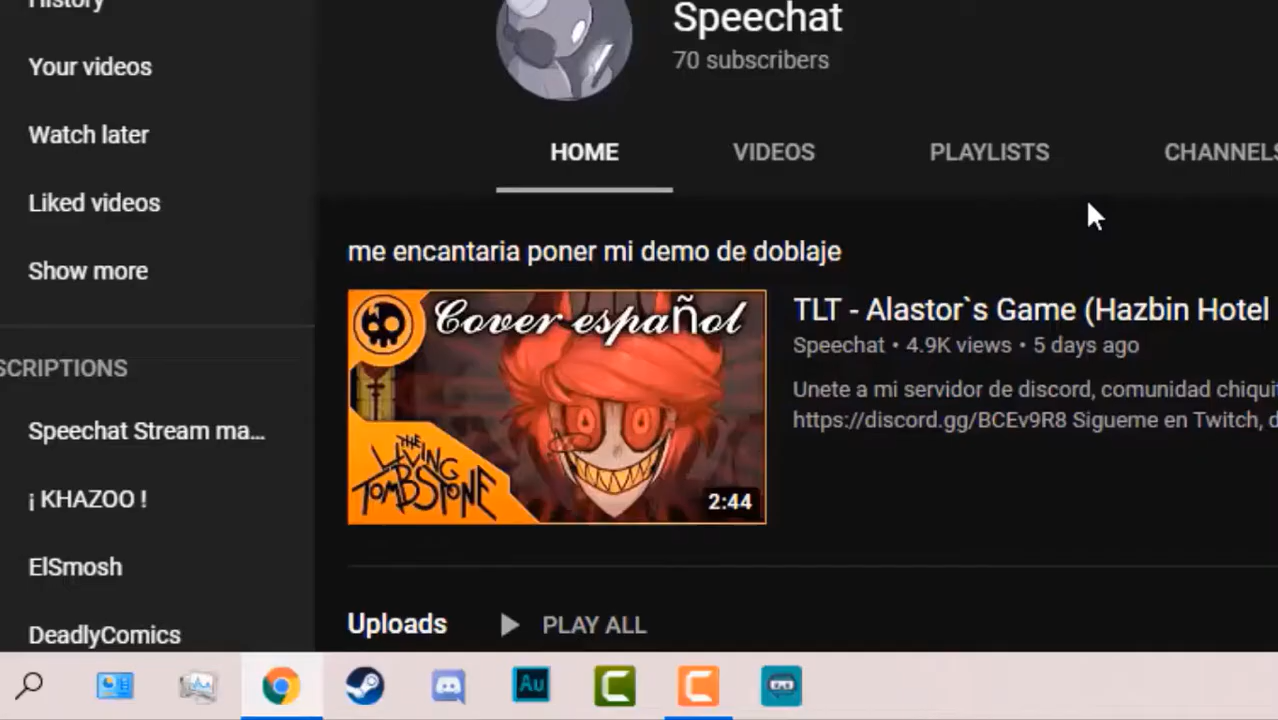 History
Speechat
70 subscribers
Your videos
Watch later
Liked videos
Show more
HOME
VIDEOS
PLAYLISTS
CHANNELS
me encantaria poner mi demo de doblaje
Cover español
THE
LIVING
TOMBSTONE
2:44
TLT - Alastor`s Game (Hazbin Hotel
Speechat • 4.9K views • 5 days ago
Unete a mi servidor de discord, comunidad
https://discord.gg/BCEv9R8 Sigueme en Twitch,
SCRIPTIONS
Speechat Stream ma...
¡ KHAZOO !
ElSmosh
DeadlyComics
Uploads
PLAY ALL
Au